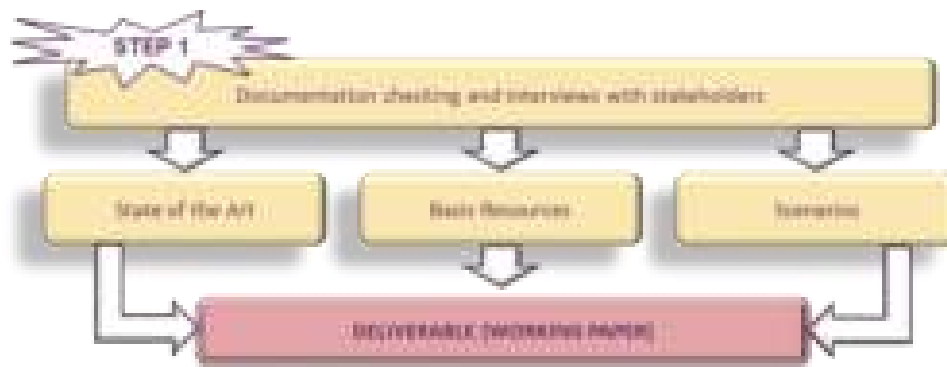 STEP 1
Documentation checking and interviews with stakeholders
State of the Art
Basic Resources
Scenarios
DELIVERABLE (WORKING PAPER)